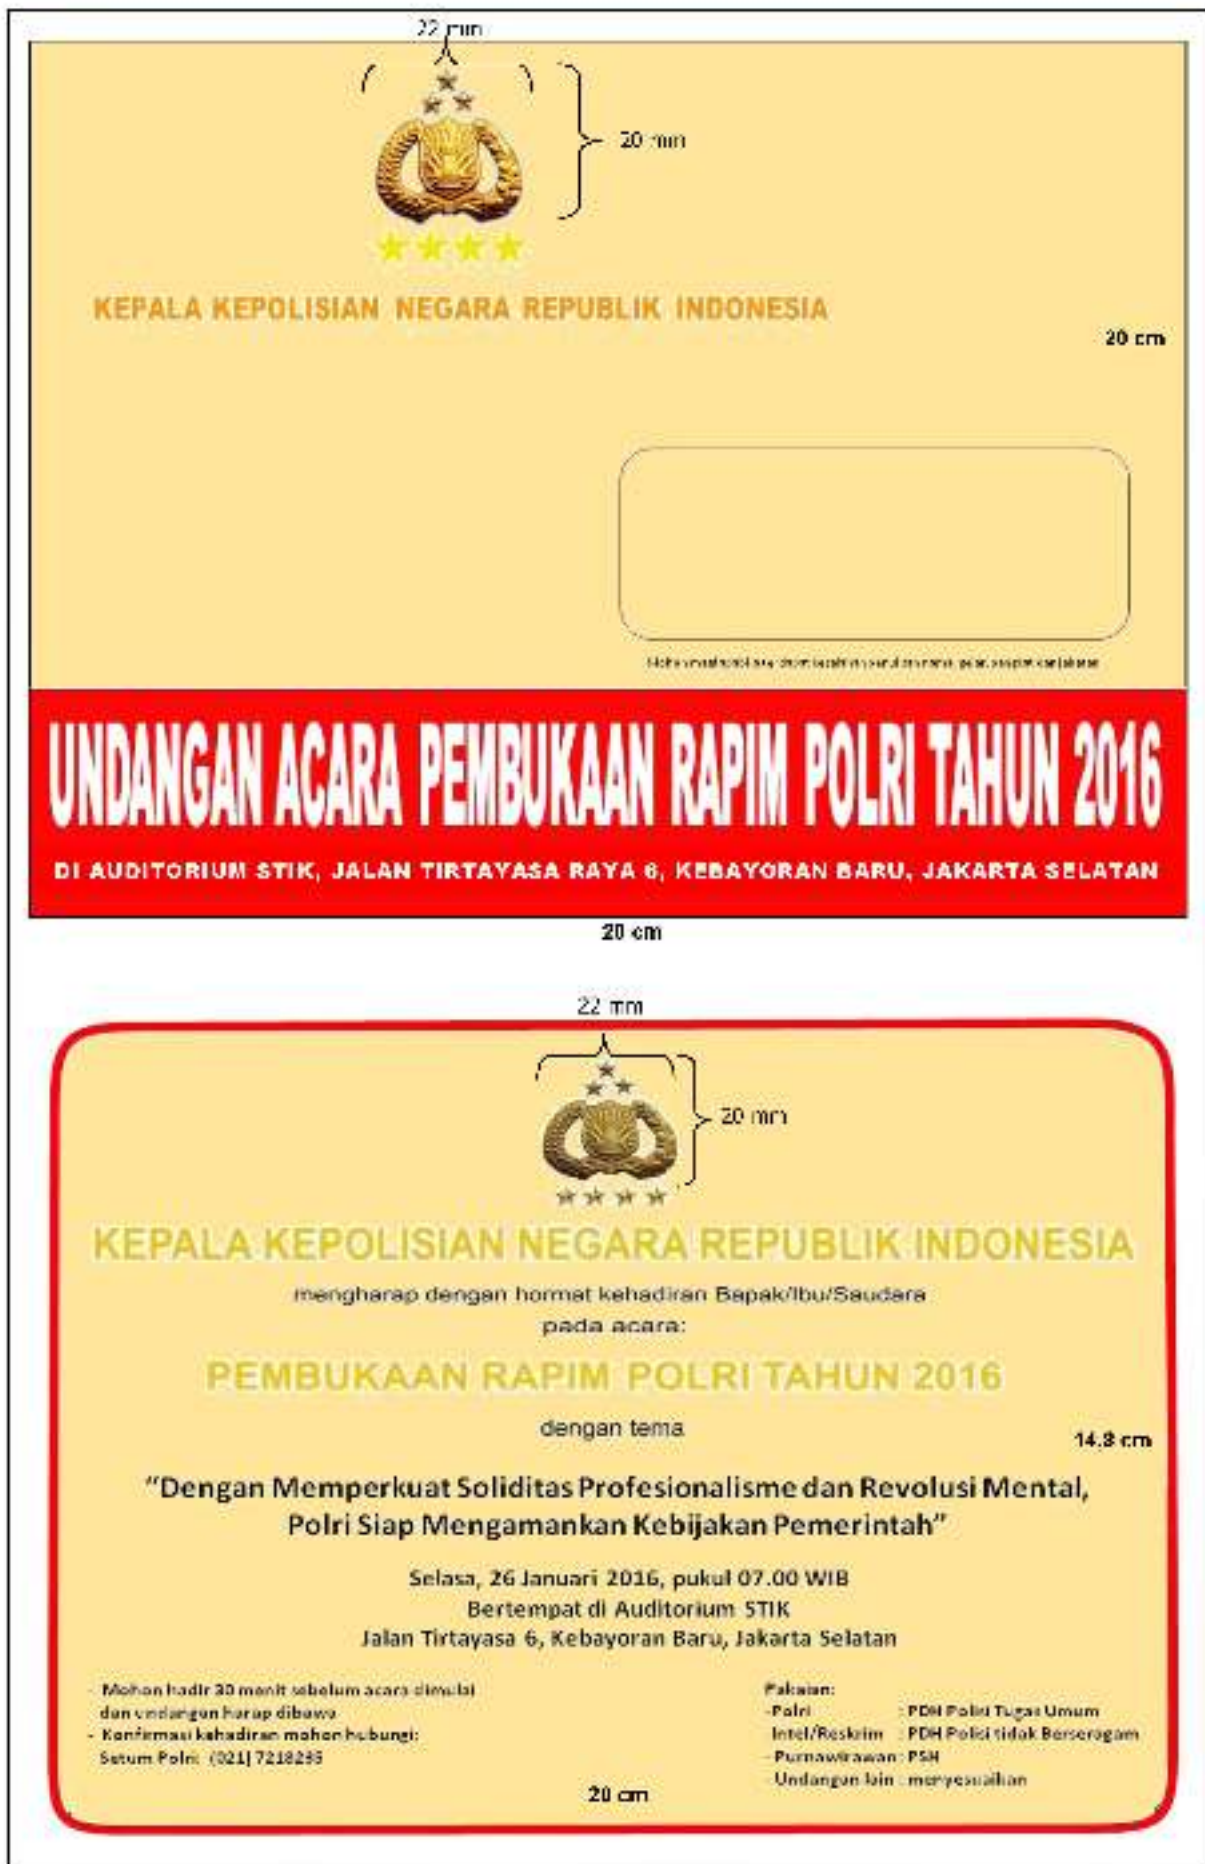 22 mm
20 mm
KEPALA KEPOLISIAN NEGARA REPUBLIK INDONESIA
20 cm
UNDANGAN ACARA PEMBUKAAN RAPIM POLRI TAHUN 2016
DI AUDITORIUM STIK, JALAN TIRTAYASA RAYA 6, KEBAYORAN BARU, JAKARTA SELATAN
20 cm
22 mm
20 mm
KEPALA KEPOLISIAN NEGARA REPUBLIK INDONESIA
mengharap dengan hormat kehadiran Bapak/Ibu/Saudara
pada acara:
PEMBUKAAN RAPIM POLRI TAHUN 2016
dengan tema
14.8 cm
“Dengan Memperkuat Soliditas Profesionalisme dan Revolusi Mental,
Polri Siap Mengamankan Kebijakan Pemerintah”
Selasa, 26 Januari 2016, pukul 07.00 WIB
Bertempat di Auditorium STIK
Jalan Tirtayasa 6, Kebayoran Baru, Jakarta Selatan
- Mohon hadir 30 menit sebelum acara dimulai
dan undangan harap dibawa
- Konfirmasi kehadiran mohon hubungi:
Setum Polri: (021)
Pakaian:
-Polri : PDH Polisi Tugas Umum
Intel/Reskrim : PDH Polisi tidak Berseragam
- Purnawirawan : PSH
- Undangan lain : menyesuaikan
20 cm